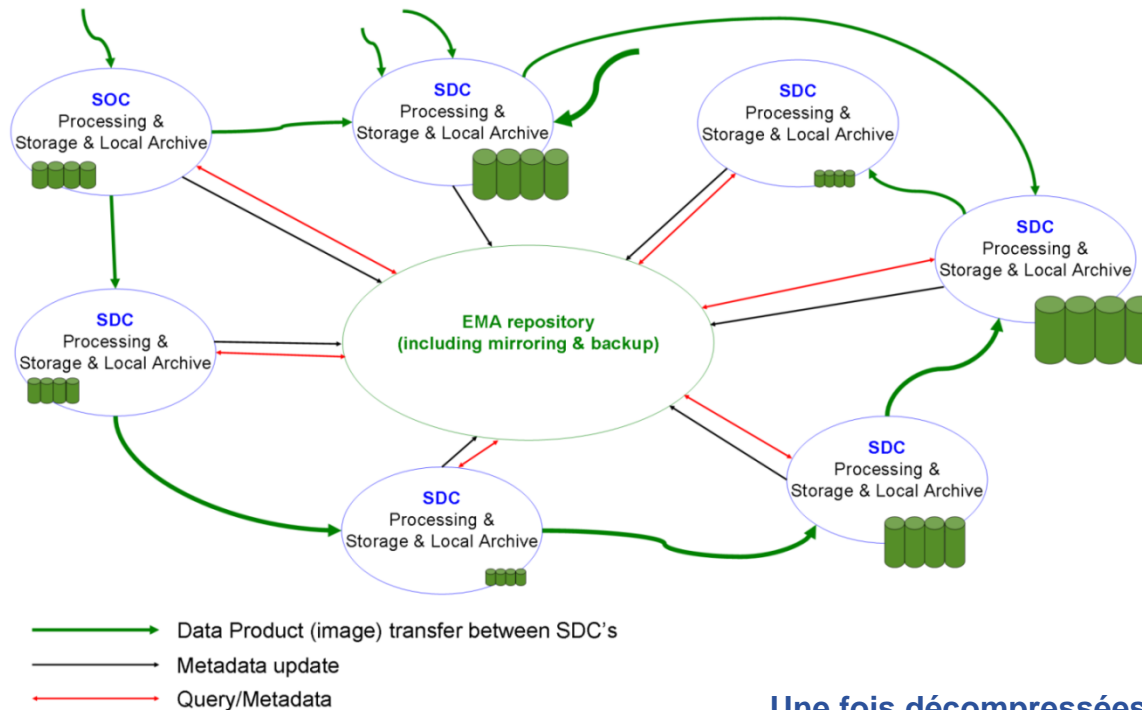 SOC
Processing &
Storage & Local Archive
SDC
Processing &
Storage & Local Archive
SDC
Processing &
Storage & Local Archive
SDC
Processing &
Storage & Local Archive
SDC
Processing &
Storage & Local Archive
EMA repository
(including mirroring & backup)
SDC
Processing &
Storage & Local Archive
SDC
Processing &
Storage & Local Archive
Data Product (image) transfer between SDC's
Metadata update
Query/Metadata
Une fois décompressées